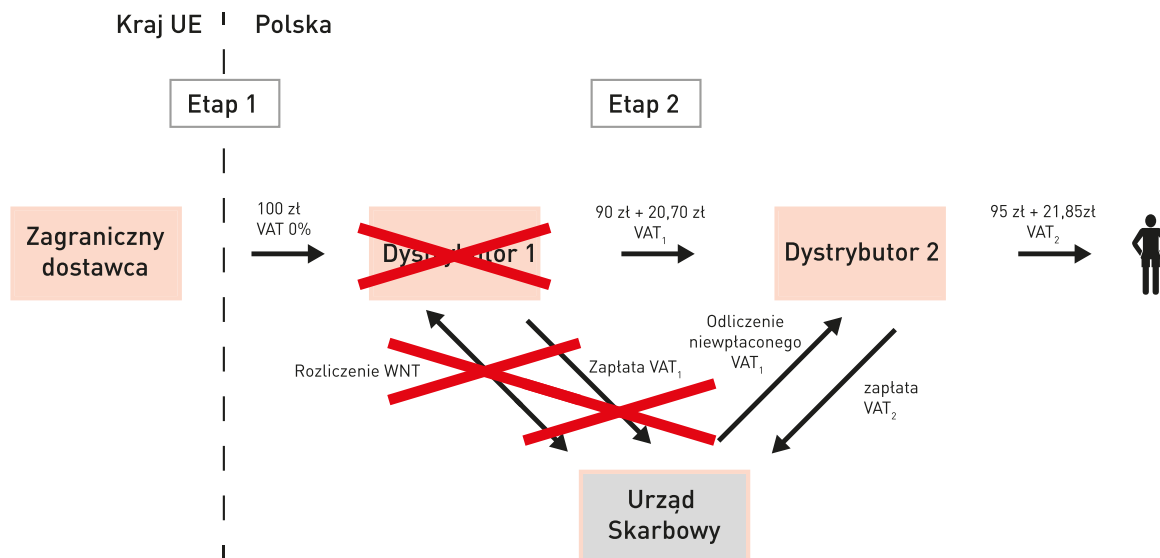 Kraj UE
Polska
Etap 1
Etap 2
Zagraniczny
dostawca
100 zł
VAT 0%
Dystrybutor 1
90 zł + 20,70 zł
VAT₁
Dystrybutor 2
95 zł + 21,85zł
VAT₂
Rozliczenie WNT
Zapłata VAT₁
Odliczenie
niewpłaconego
VAT₁
zapłata
VAT₂
Urząd
Skarbowy